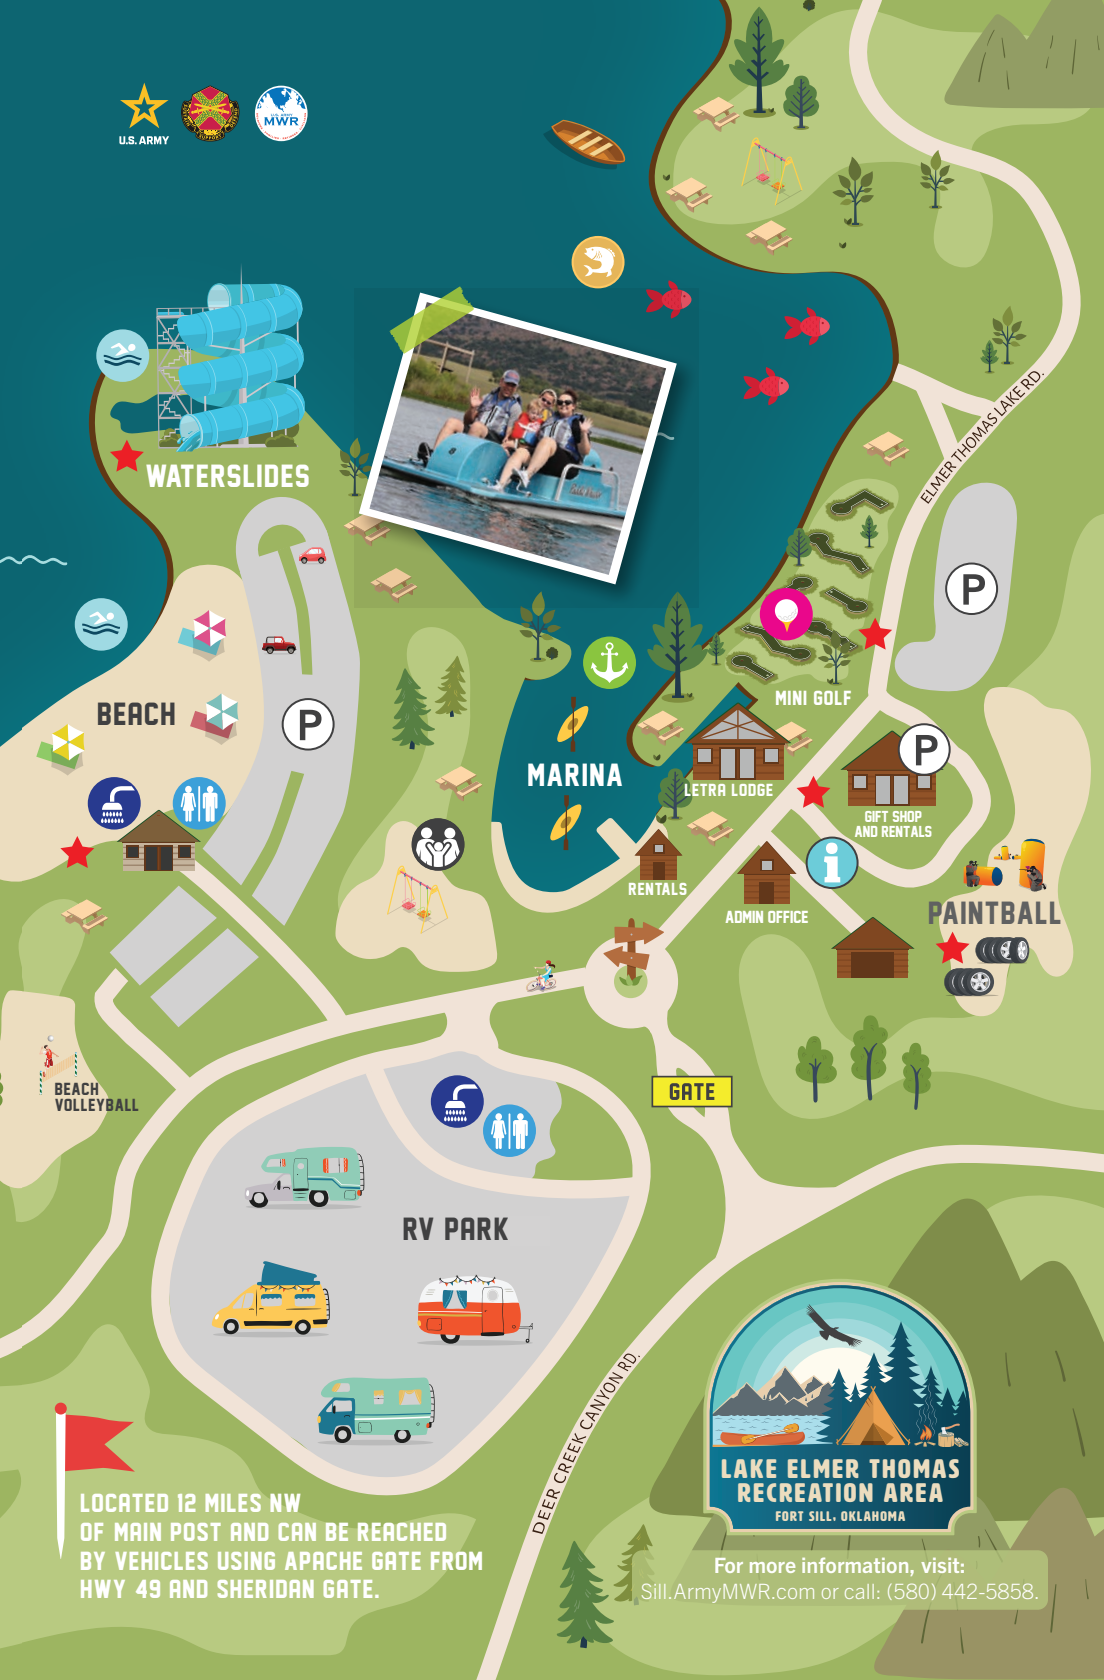 U.S. ARMY
U.S. ARMY
MWR
ELMER THOMAS LAKE RD.
WATERSLIDES
P
BEACH
P
MINI GOLF
P
MARINA
LETRA LODGE
GIFT SHOP
AND RENTALS
i
RENTALS
ADMIN OFFICE
PAINTBALL
BEACH
VOLLEYBALL
GATE
RV PARK
DEER CREEK CANYON RD.
LAKE ELMER THOMAS
RECREATION AREA
FORT SILL, OKLAHOMA
LOCATED 12 MILES NW
OF MAIN POST AND CAN BE REACHED
BY VEHICLES USING APACHE GATE FROM
HWY 49 AND SHERIDAN GATE.
For more information, visit:
Sill.ArmyMWR.com or call: (580) 442-5858.